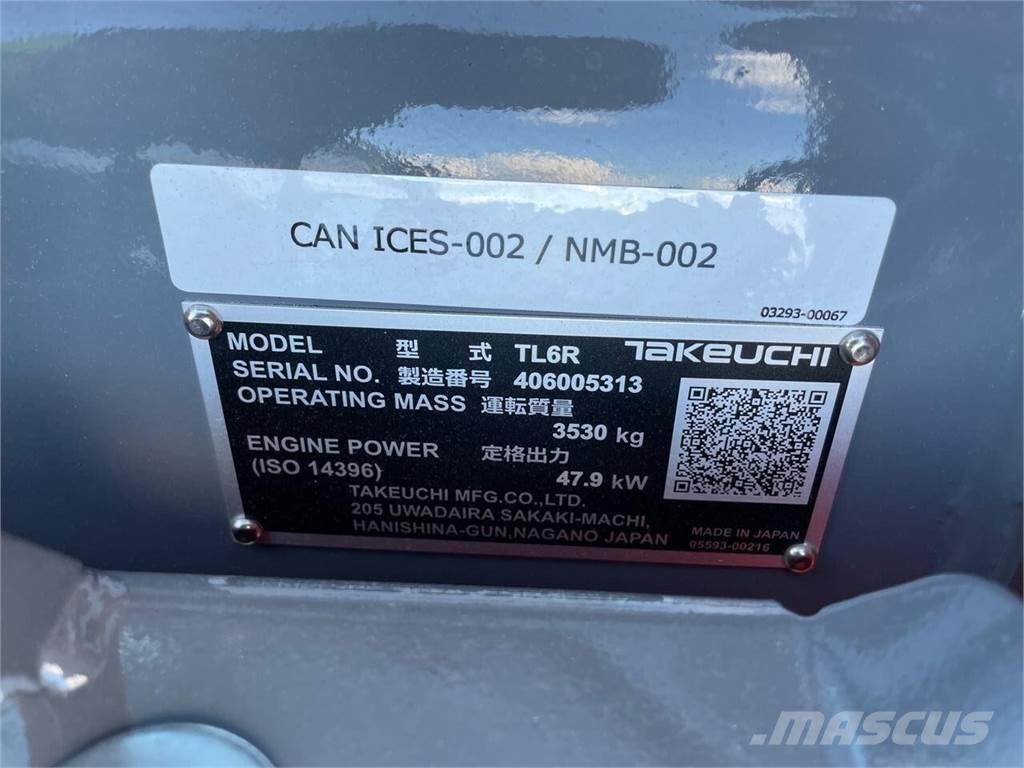 CAN ICES-002 / NMB-002
03293-00067
MODEL 型 式 TL6R TAKEUCHI
SERIAL NO. 製造番号 406005313
OPERATING MASS 運転質量
3530 kg
ENGINE POWER 定格出力
(ISO 14396) 47.9 kW
TAKEUCHI MFG.CO.,LTD.
205 UWADAIRA SAKAKI-MACHI,
HANISHINA-GUN,NAGANO JAPAN
MADE IN JAPAN
05593-00216
MASCUS